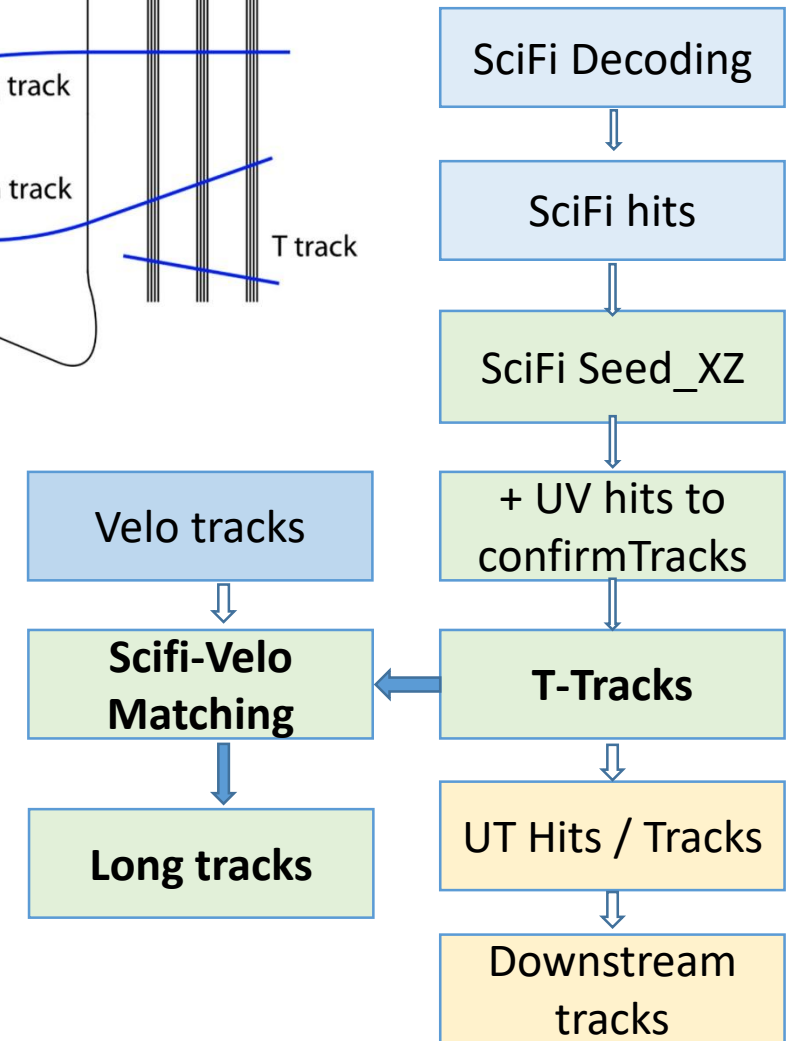 track
track
T track
SciFi Decoding
SciFi hits
SciFi Seed_XZ
+ UV hits to
confirmTracks
Velo tracks
Scifi-Velo
Matching
T-Tracks
Long tracks
UT Hits / Tracks
Downstream
tracks